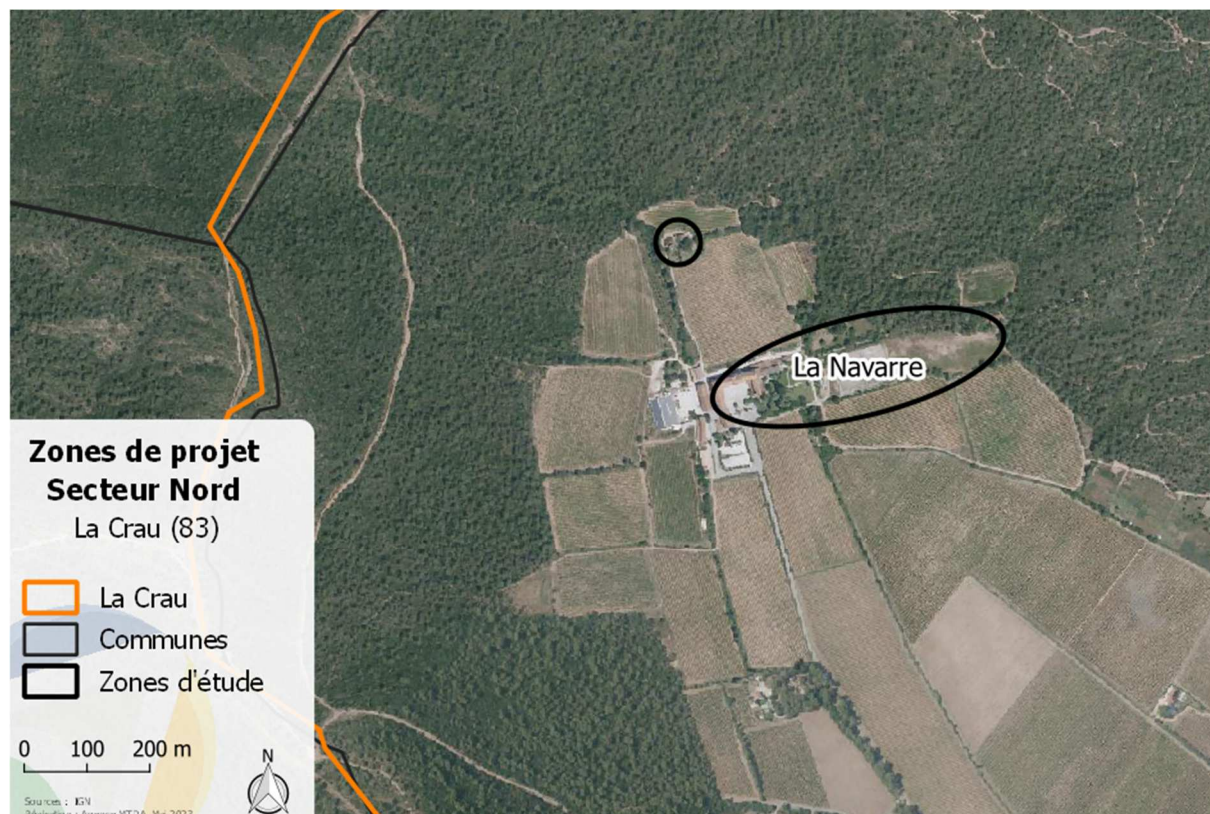 La Navarre
Zones de projet
Secteur Nord
La Crau (83)
La Crau
Communes
Zones d'étude
0 100 200 m
N
Sources : IGN